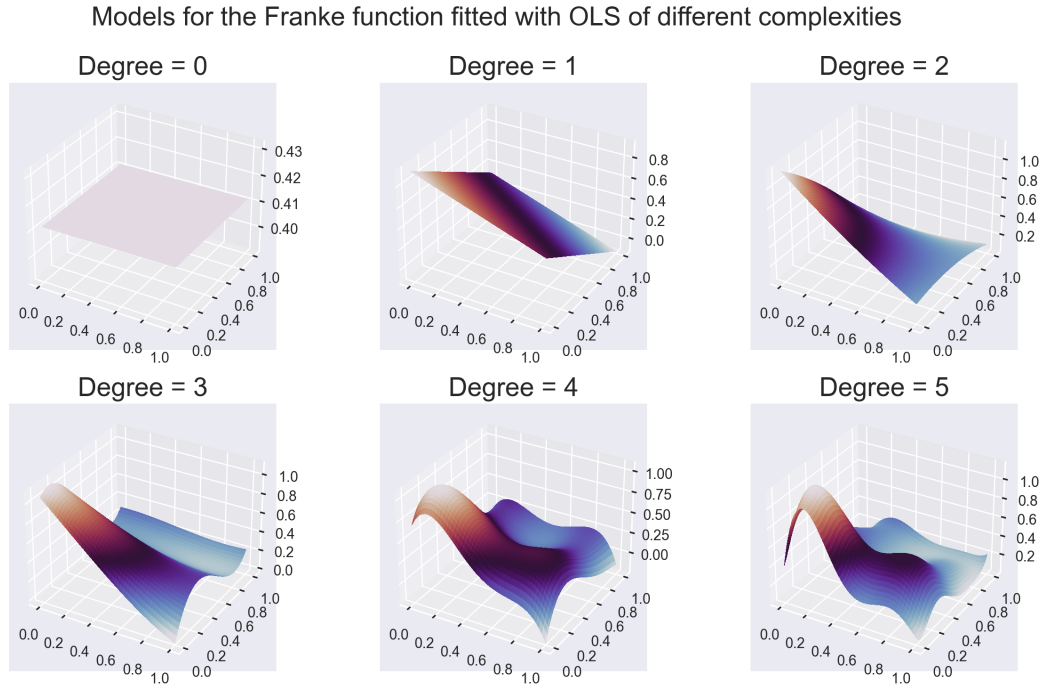 Models for the Franke function fitted with OLS of different complexities
Degree = 0
0.43
0.42
0.41
0.40
0.0 0.2 0.4 0.6 0.8 1.0
0.0 0.2 0.4 0.6 0.8 1.0
Degree = 1
0.8
0.6
0.4
0.2
0.0
0.0 0.2 0.4 0.6 0.8 1.0
0.0 0.2 0.4 0.6 0.8 1.0
Degree = 2
1.0
0.8
0.6
0.4
0.2
0.0 0.2 0.4 0.6 0.8 1.0
0.0 0.2 0.4 0.6 0.8 1.0
Degree = 3
1.0
0.8
0.6
0.4
0.2
0.0
0.0 0.2 0.4 0.6 0.8 1.0
0.0 0.2 0.4 0.6 0.8 1.0
Degree = 4
1.00
0.75
0.50
0.25
0.00
0.0 0.2 0.4 0.6 0.8 1.0
0.0 0.2 0.4 0.6 0.8 1.0
Degree = 5
1.0
0.8
0.6
0.4
0.2
0.0 0.2 0.4 0.6 0.8 1.0
0.0 0.2 0.4 0.6 0.8 1.0